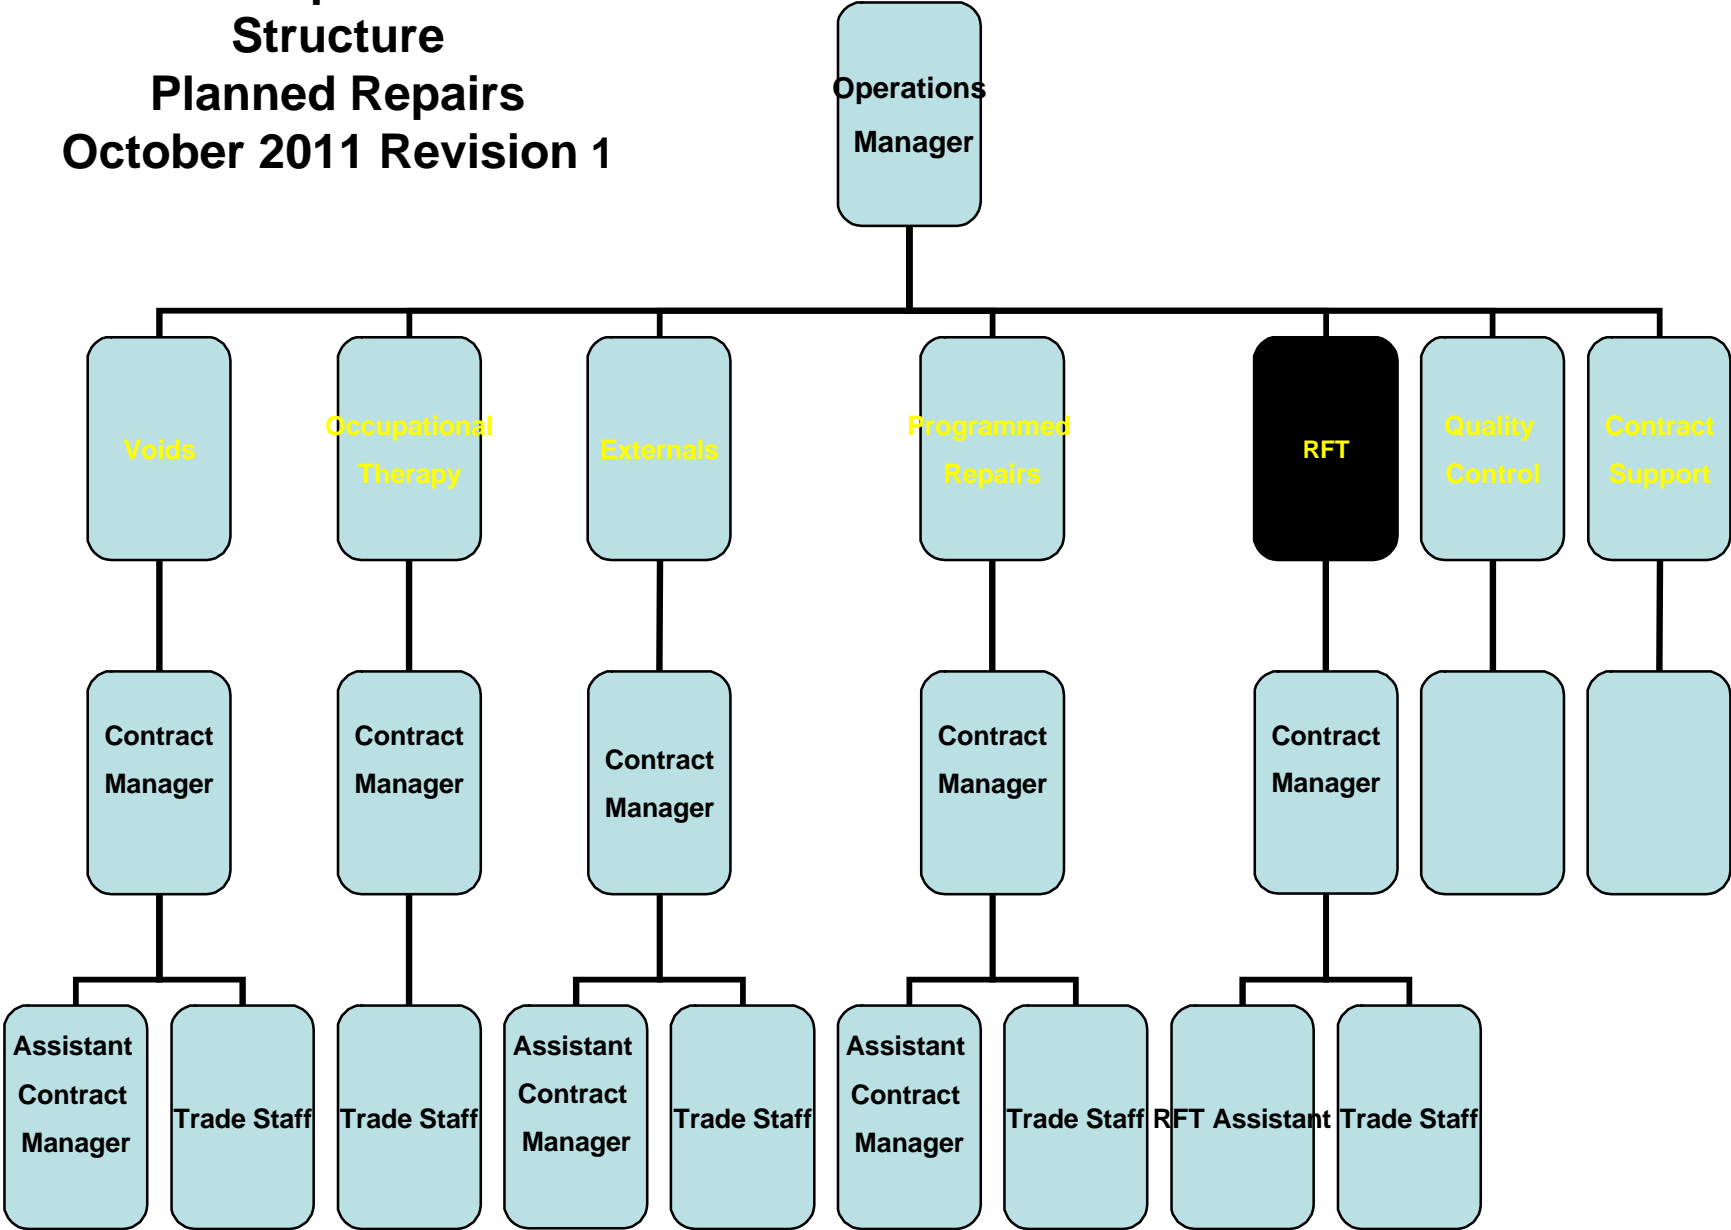 Structure
Planned Repairs
October 2011 Revision 1
Operations
Manager
Voids
Occupational
Therapy
Externals
Programmed
Repairs
RFT
Quality
Control
Contract
Support
Contract
Manager
Contract
Manager
Contract
Manager
Contract
Manager
Contract
Manager
Assistant
Contract
Manager
Trade Staff
Trade Staff
Assistant
Contract
Manager
Trade Staff
Assistant
Contract
Manager
Trade Staff
RFT Assistant
Trade Staff